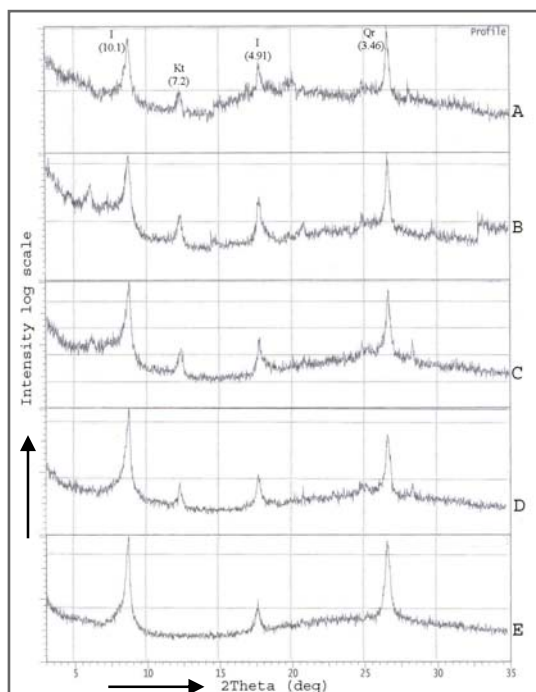 I
(10.1)
Kt
(7.2)
I
(4.91)
Qr
(3.46)
Profile
A
B
C
D
E
Intensity log scale
5 10 15 20 25 30 35
2Theta (deg)